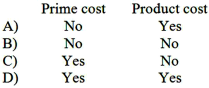 Prime cost Product cost
A) No Yes
B) No No
C) Yes No
D) Yes Yes